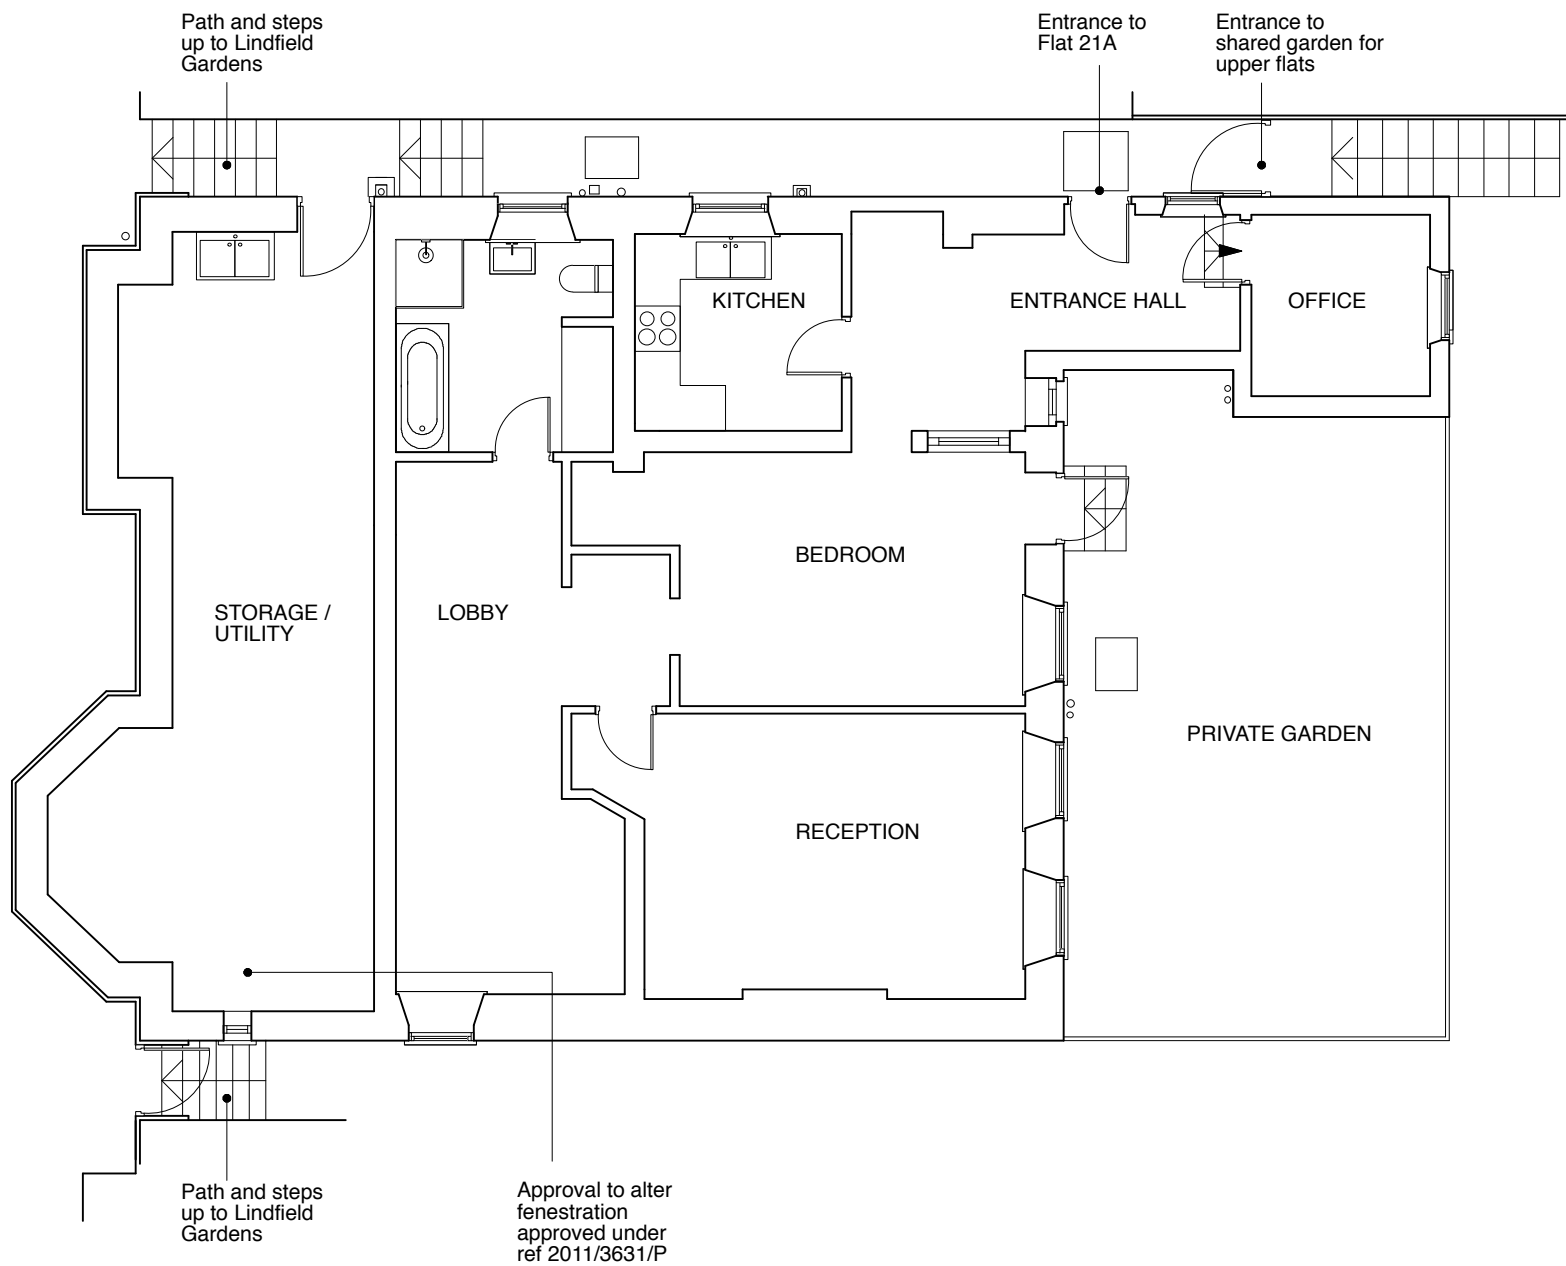 Path and steps
up to Lindfield
Gardens
Entrance to
Flat 21A
Entrance to
shared garden for
upper flats
KITCHEN
ENTRANCE HALL
OFFICE
BEDROOM
STORAGE /
UTILITY
LOBBY
PRIVATE GARDEN
RECEPTION
Path and steps
up to Lindfield
Gardens
Approval to alter
fenestration
approved under
ref 2011/3631/P